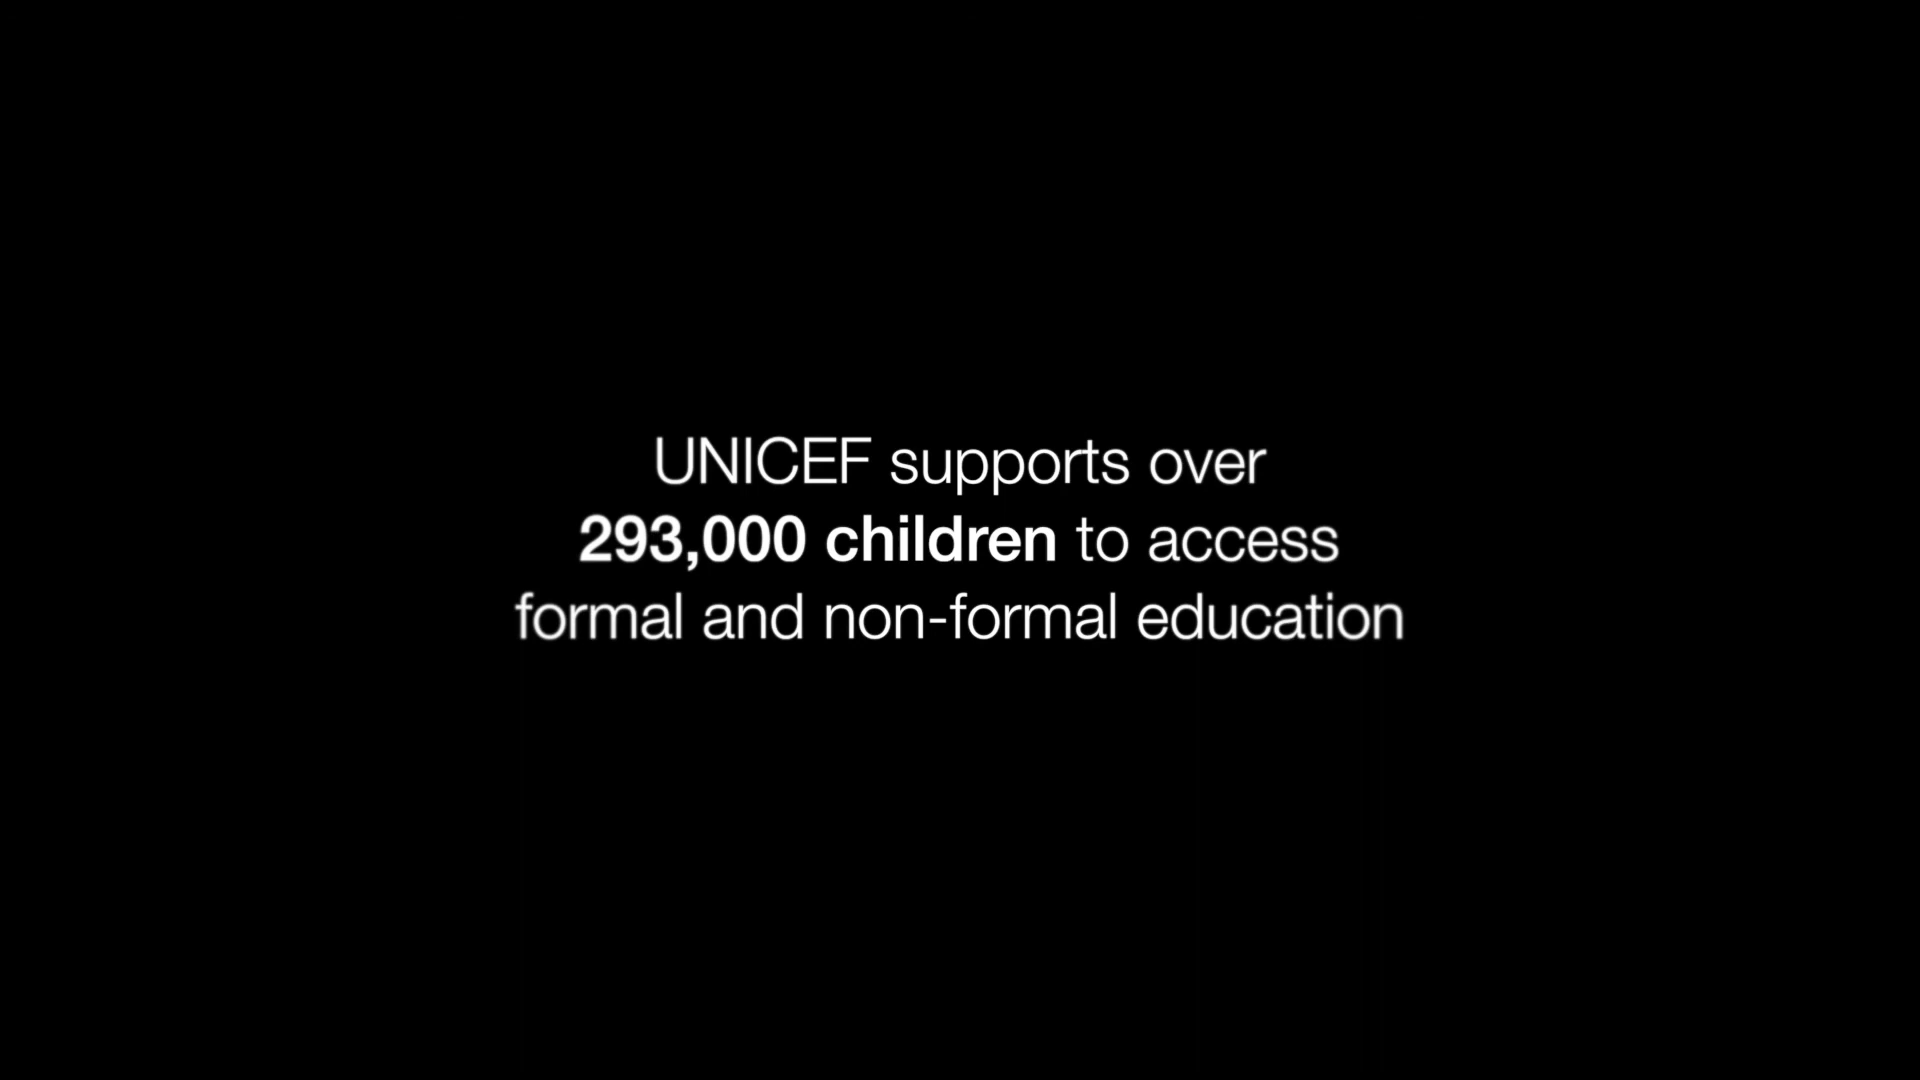 UNICEF supports over
293,000 children to access
formal and non-formal education